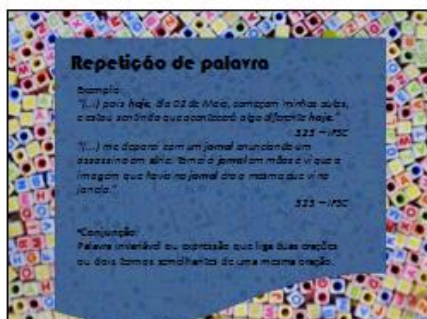 Repetição de palavra
Exemplo:
"(...) pois hoje, dia 02 de Maio, começam minhas aulas,
e estou sentindo que acontecerá algo diferente hoje."
523 – IFSC
"(...) me deparei com um jornal anunciando um
assassino em série. Tomei o jornal em mãos e vi que a
imagem que havia no jornal era a mesma que vi na
janela."
523 – IFSC
*Conjunção:
Palavra invariável ou expressão que liga duas orações
ou dois termos semelhantes de uma mesma oração.